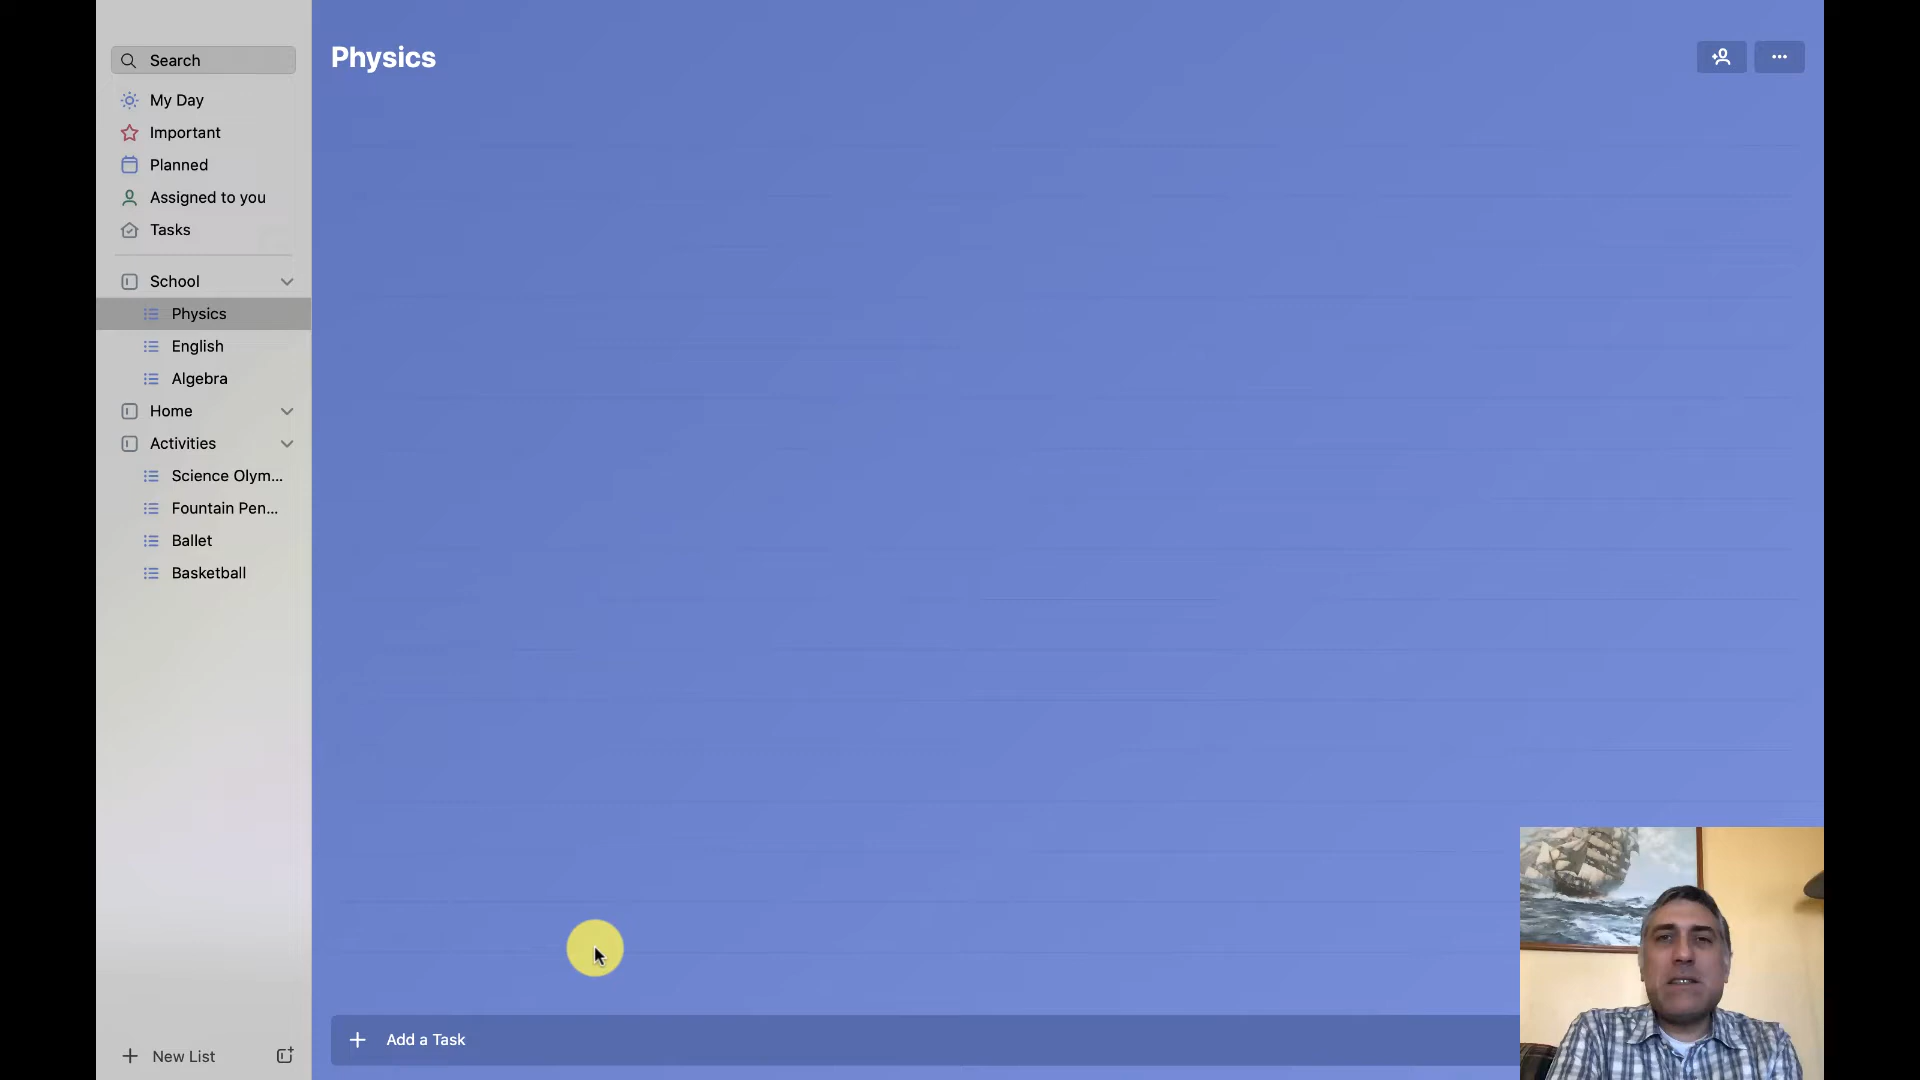 Search
My Day
Important
Planned
Assigned to you
Tasks
School
Physics
English
Algebra
Home
Activities
Science Olym...
Fountain Pen...
Ballet
Basketball
New List
Physics
Add a Task